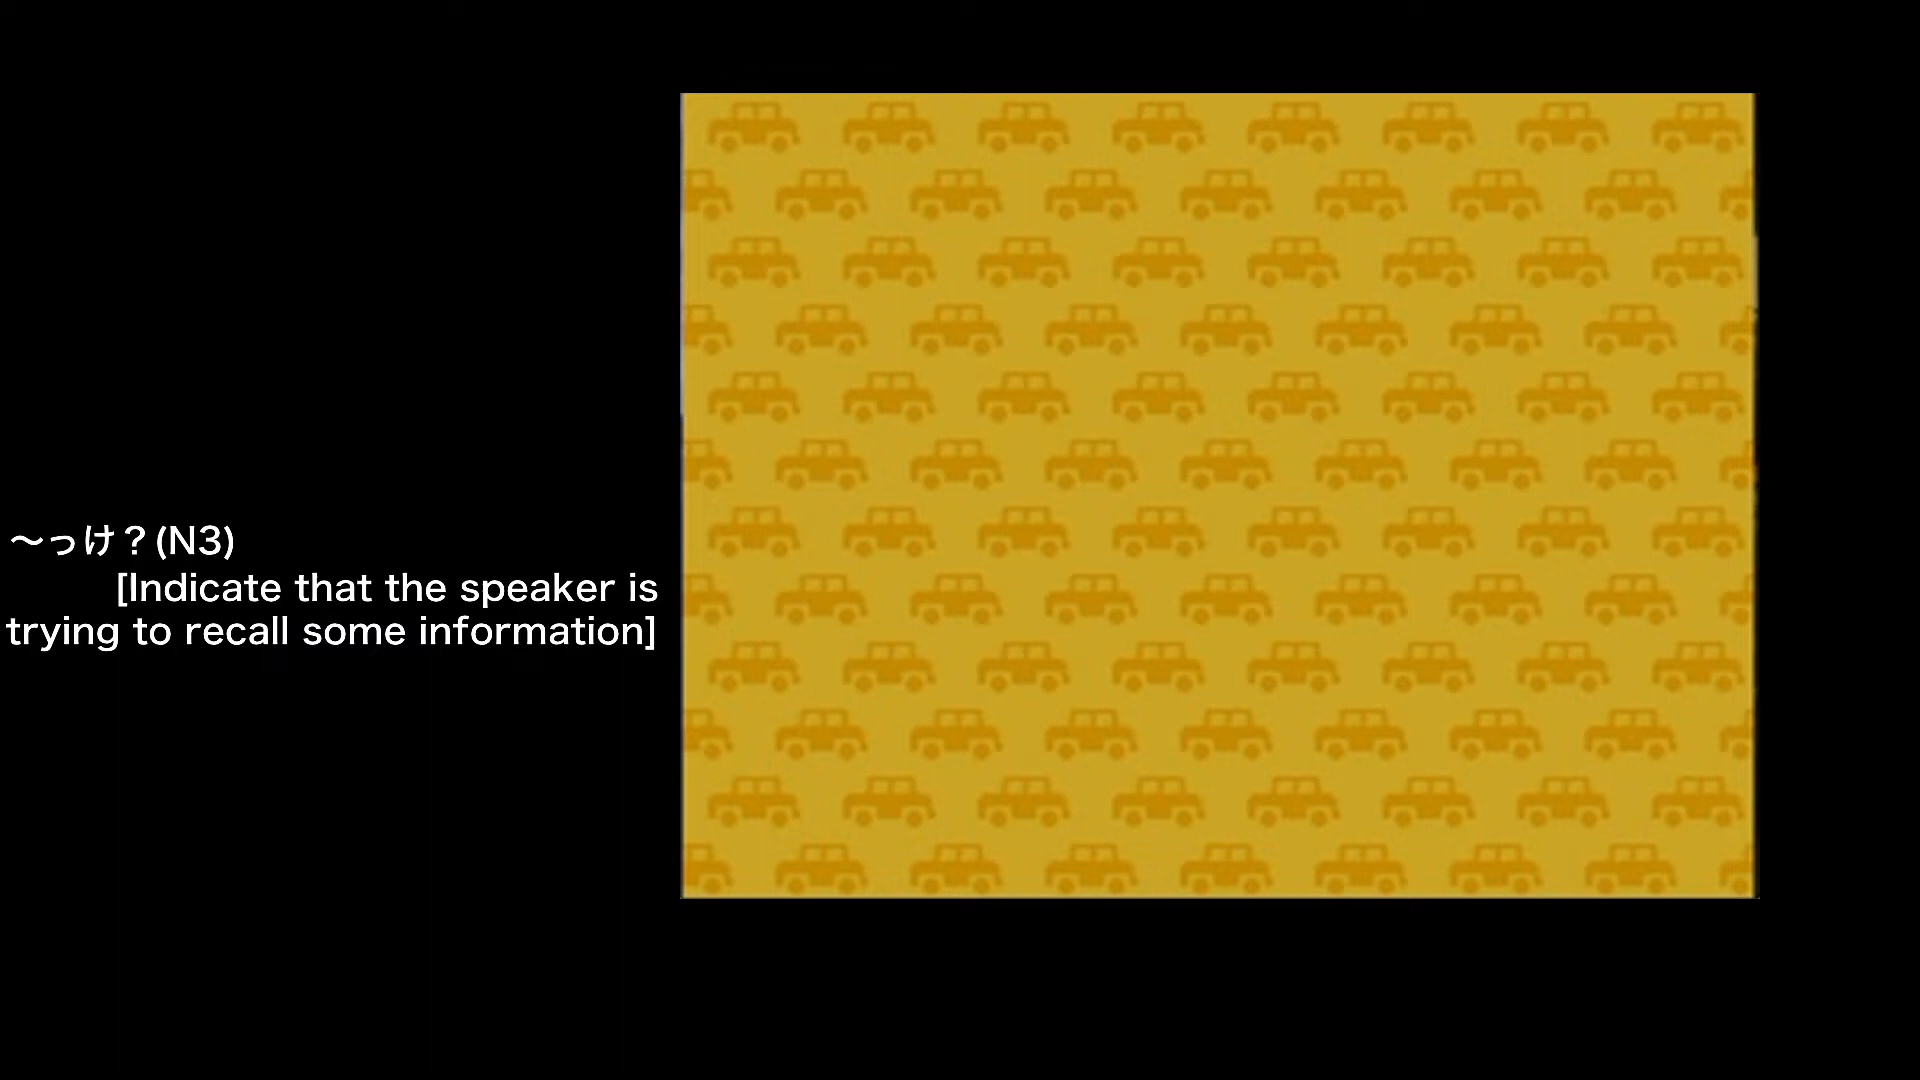 〜っけ？(N3)
[Indicate that the speaker is
trying to recall some information]